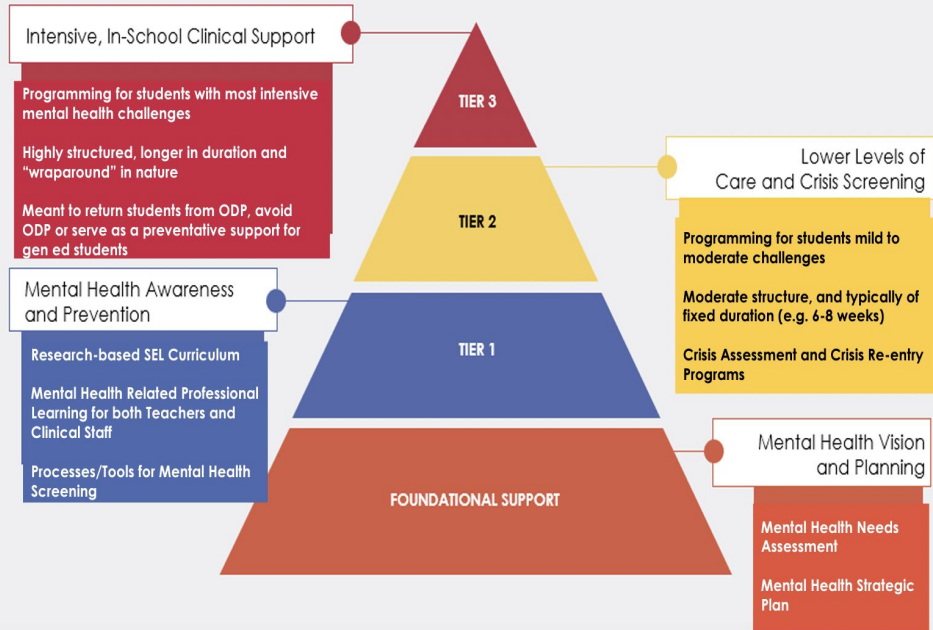 Intensive, In-School Clinical Support
Programming for students with most intensive
mental health challenges
Highly structured, longer in duration and
“wraparound” in nature
Meant to return students from ODP, avoid
ODP or serve as a preventative support for
gen ed students
TIER 3
Lower Levels of
Care and Crisis Screening
Programming for students mild to
moderate challenges
Moderate structure, and typically of
fixed duration (e.g. 6-8 weeks)
Crisis Assessment and Crisis Re-entry
Programs
TIER 2
Mental Health Awareness
and Prevention
Research-based SEL Curriculum
Mental Health Related Professional
Learning for both Teachers and
Clinical Staff
Processes/Tools for Mental Health
Screening
TIER 1
Mental Health Vision
and Planning
Mental Health Needs
Assessment
Mental Health Strategic
Plan
FOUNDATIONAL SUPPORT